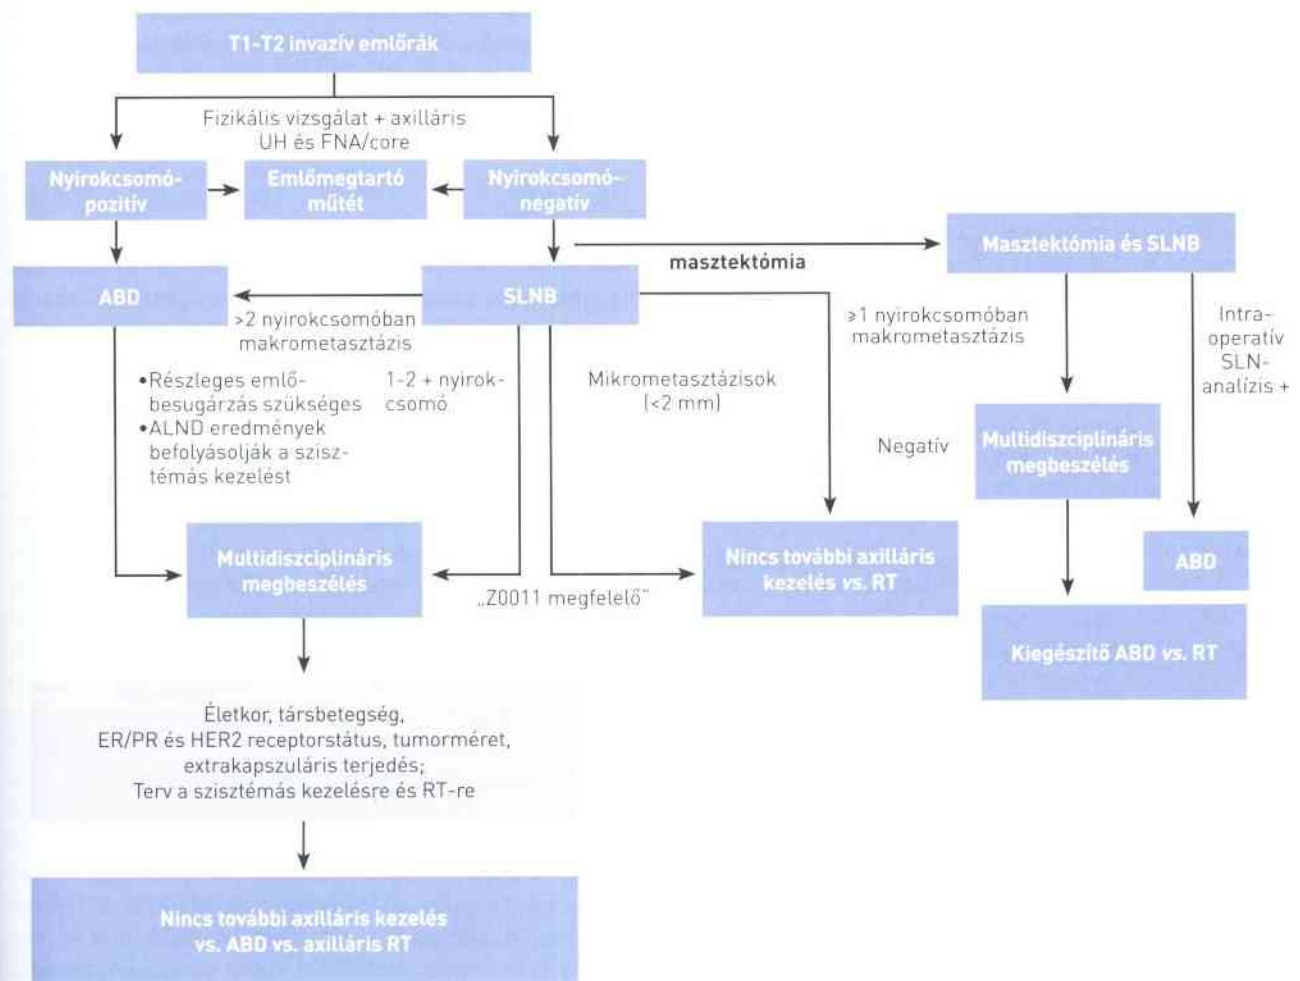 T1-T2 invazív emlőrák
Fizikális vizsgálat + axilláris
UH és FNA/core
Nyirokcsomó-
pozitív
Emlőmegtartó
műtét
Nyirokcsomó-
negatív
masztektómia
Masztektómia és SLNB
ABD
SLNB
>2 nyirokcsomóban
makrometasztázis
•Részleges emlő-
besugárzás szükséges
•ALND eredmények
befolyásolják a szisz-
témás kezelést
1-2 + nyirok-
csomó
Mikrometasztázisok
(<2 mm)
⩾1 nyirokcsomóban
makrometasztázis
Intra-
operatív
SLN-
analízis +
Negatív
Multidiszciplináris
megbeszélés
Multidiszciplináris
megbeszélés
„Z0011 megfelelő"
Nincs további axilláris
kezelés vs. RT
ABD
Kiegészítő ABD vs. RT
Életkor, társbetegség,
ER/PR és HER2 receptorstátus, tumorméret,
extrakapszuláris terjedés;
Terv a szisztémás kezelésre és RT-re
Nincs további axilláris kezelés
vs. ABD vs. axilláris RT